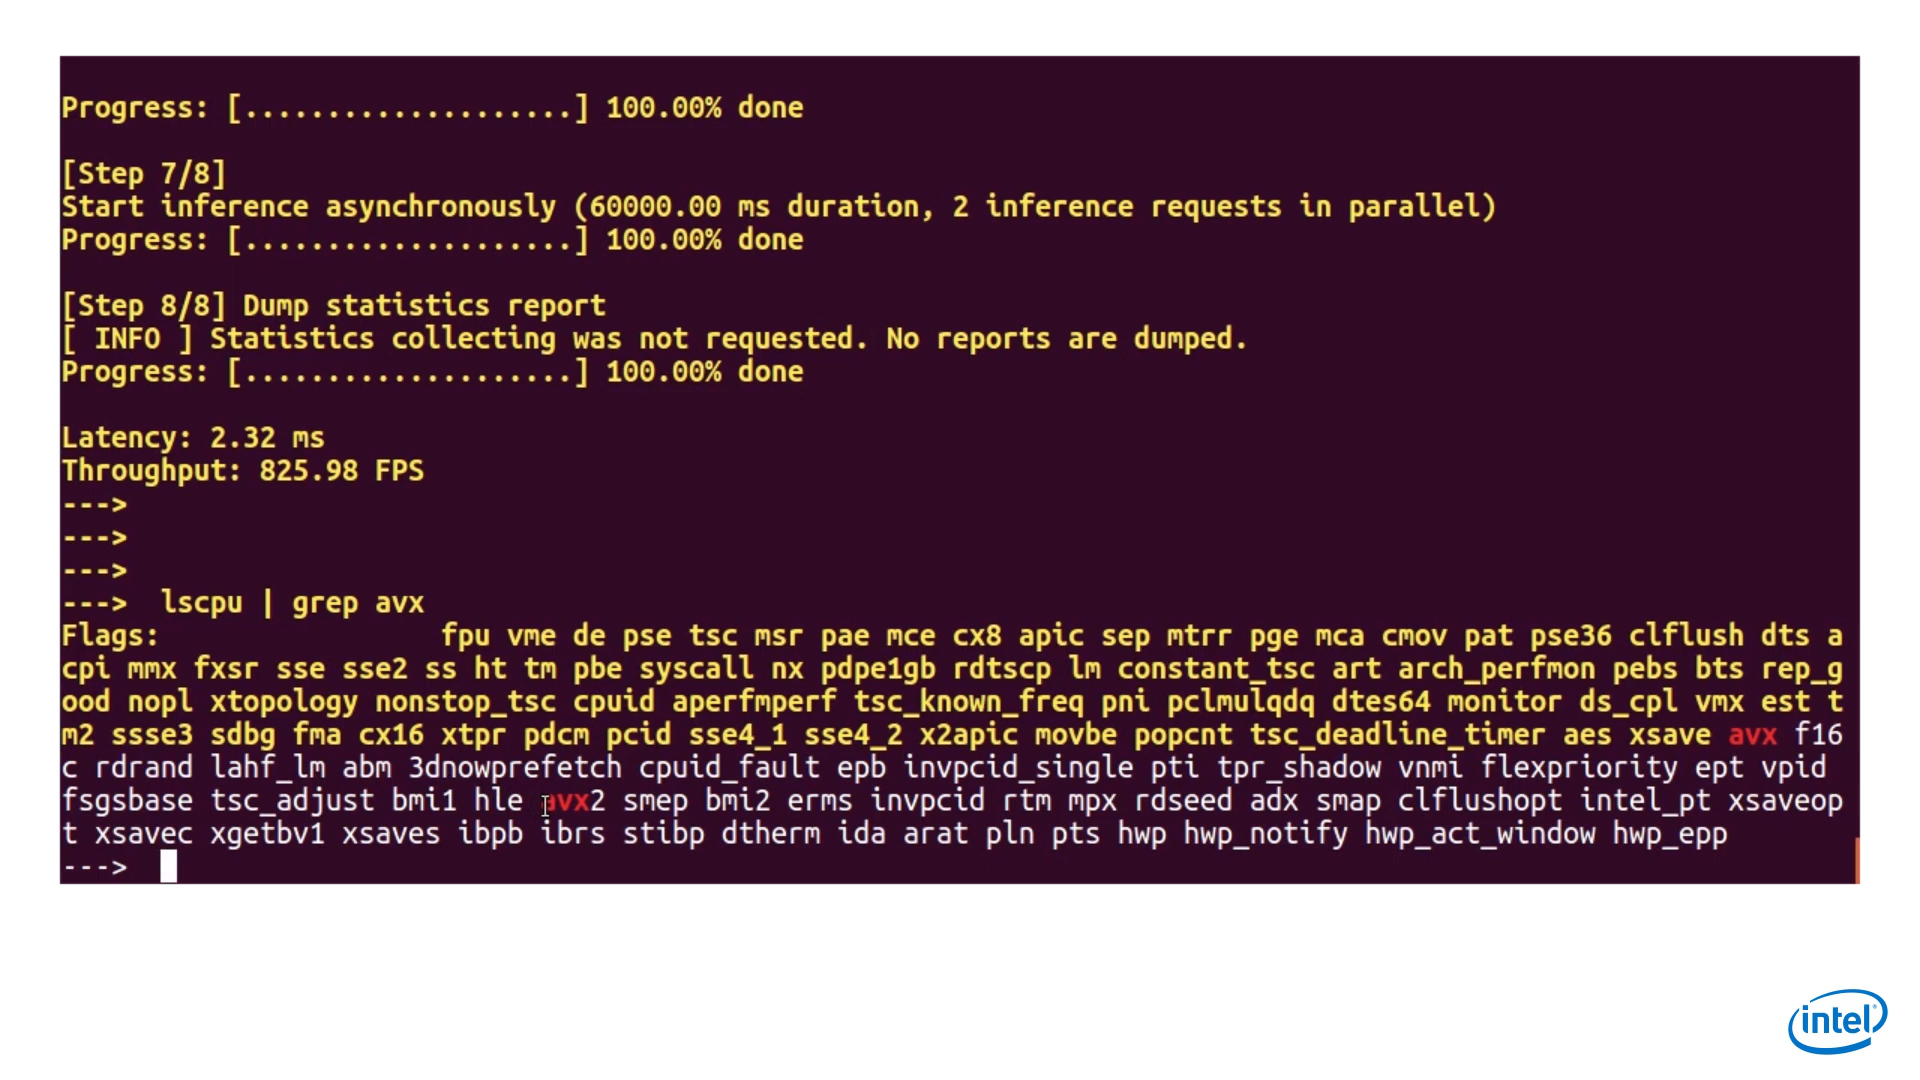 Progress: [....................] 100.00% done
[Step 7/8]
Start inference asynchronously (60000.00 ms duration, 2 inference requests in parallel)
Progress: [....................] 100.00% done
[Step 8/8] Dump statistics report
[ INFO ] Statistics collecting was not requested. No reports are dumped.
Progress: [....................] 100.00% done
Latency: 2.32 ms
Throughput: 825.98 FPS
--->
--->
--->
--->  lscpu | grep avx
Flags:                 fpu vme de pse tsc msr pae mce cx8 apic sep mtrr pge mca cmov pat pse36 clflush dts a
cpi mmx fxsr sse sse2 ss ht tm pbe syscall nx pdpe1gb rdtscp lm constant_tsc art arch_perfmon pebs bts rep_g
ood nopl xtopology nonstop_tsc cpuid aperfmperf tsc_known_freq pni pclmulqdq dtes64 monitor ds_cpl vmx est t
m2 ssse3 sdbg fma cx16 xtpr pdcm pcid sse4_1 sse4_2 x2apic movbe popcnt tsc_deadline_timer aes xsave avx f16
c rdrand lahf_lm abm 3dnowprefetch cpuid_fault epb invpcid_single pti tpr_shadow vnmi flexpriority ept vpid
fsgsbase tsc_adjust bmi1 hle avx2 smep bmi2 erms invpcid rtm mpx rdseed adx smap clflushopt intel_pt xsaveop
t xsavec xgetbv1 xsaves ibpb ibrs stibp dtherm ida arat pln pts hwp hwp_notify hwp_act_window hwp_epp
--->
intel